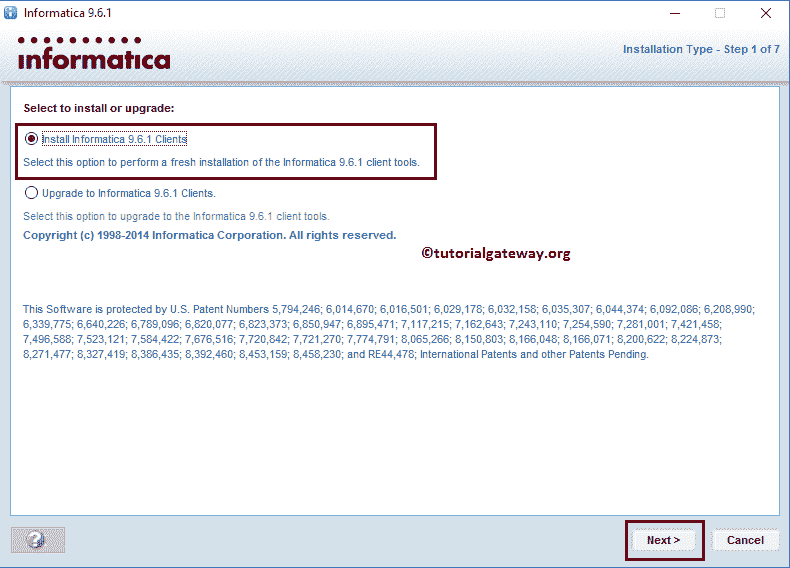 Informatica 9.6.1
informatica
Installation Type - Step 1 of 7
Select to install or upgrade:
Install Informatica 9.6.1 Clients
Select this option to perform a fresh installation of the Informatica 9.6.1 client tools.
Upgrade to Informatica 9.6.1 Clients.
Select this option to upgrade to the Informatica 9.6.1 client tools.
Copyright (c) 1998-2014 Informatica Corporation. All rights reserved.
©tutorialgateway.org
This Software is protected by U.S. Patent Numbers 5,794,246; 6,014,670; 6,016,501; 6,029,178; 6,032,158; 6,035,307; 6,044,374; 6,092,086; 6,208,990;
6,339,775; 6,640,226; 6,789,096; 6,820,077; 6,823,373; 6,850,947; 6,895,471; 7,117,215; 7,162,643; 7,243,110; 7,254,590; 7,281,001; 7,421,458;
7,496,588; 7,523,121; 7,584,422; 7,676,516; 7,720,842; 7,721,270; 7,774,791; 8,065,266; 8,150,803; 8,166,048; 8,166,071; 8,200,622; 8,224,873;
8,271,477; 8,327,419; 8,386,435; 8,392,460; 8,453,159; 8,458,230; and RE44,478; International Patents and other Patents Pending.
?
Next >
Cancel